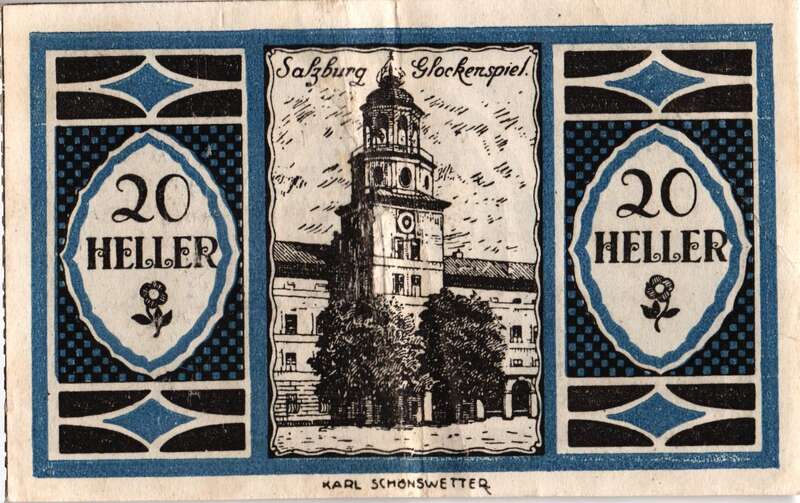 Salzburg Glockenspiel.
20
HELLER
20
HELLER
KARL SCHÖNSWETTER